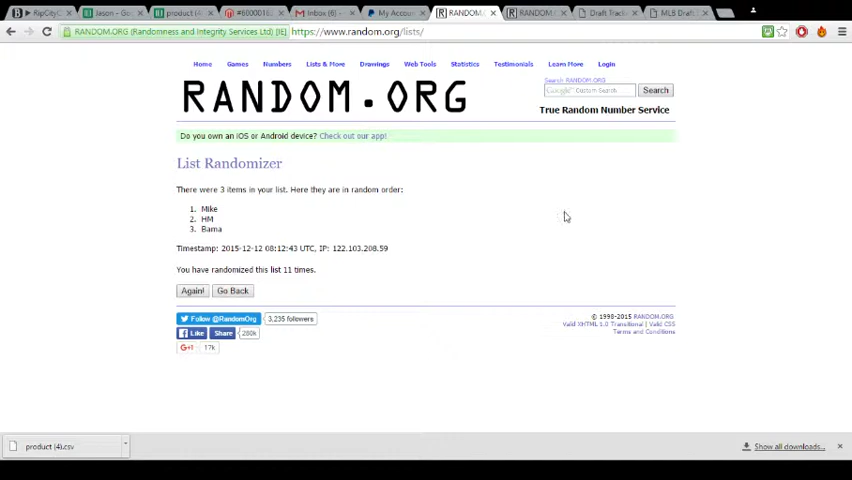 RipCity
Jason - Go
product (4)
#6000018
Inbox (6) -
My Accou
RANDOM.
RANDOM.O
Draft Track
MLB Draft
RANDOM.ORG (Randomness and Integrity Services Ltd) [IE]
https://www.random.org/lists/
Home Games Numbers Lists & More Drawings Web Tools Statistics Testimonials Learn More Login
Search RANDOM.ORG
Google™ Custom Search Search
RANDOM.ORG
True Random Number Service
Do you own an iOS or Android device? Check out our app!
List Randomizer
There were 3 items in your list. Here they are in random order:
1. Mike
2. HM
3. Bama
Timestamp: 2015-12-12 08:12:43 UTC, IP: 122.103.208.59
You have randomized this list 11 times.
Again! Go Back
Follow @RandomOrg 3,235 followers
Like Share 280k
G+1 17k
© 1998-2015 RANDOM.ORG
Valid XHTML 1.0 Transitional | Valid CSS
Terms and Conditions
product (4).csv
Show all downloads...